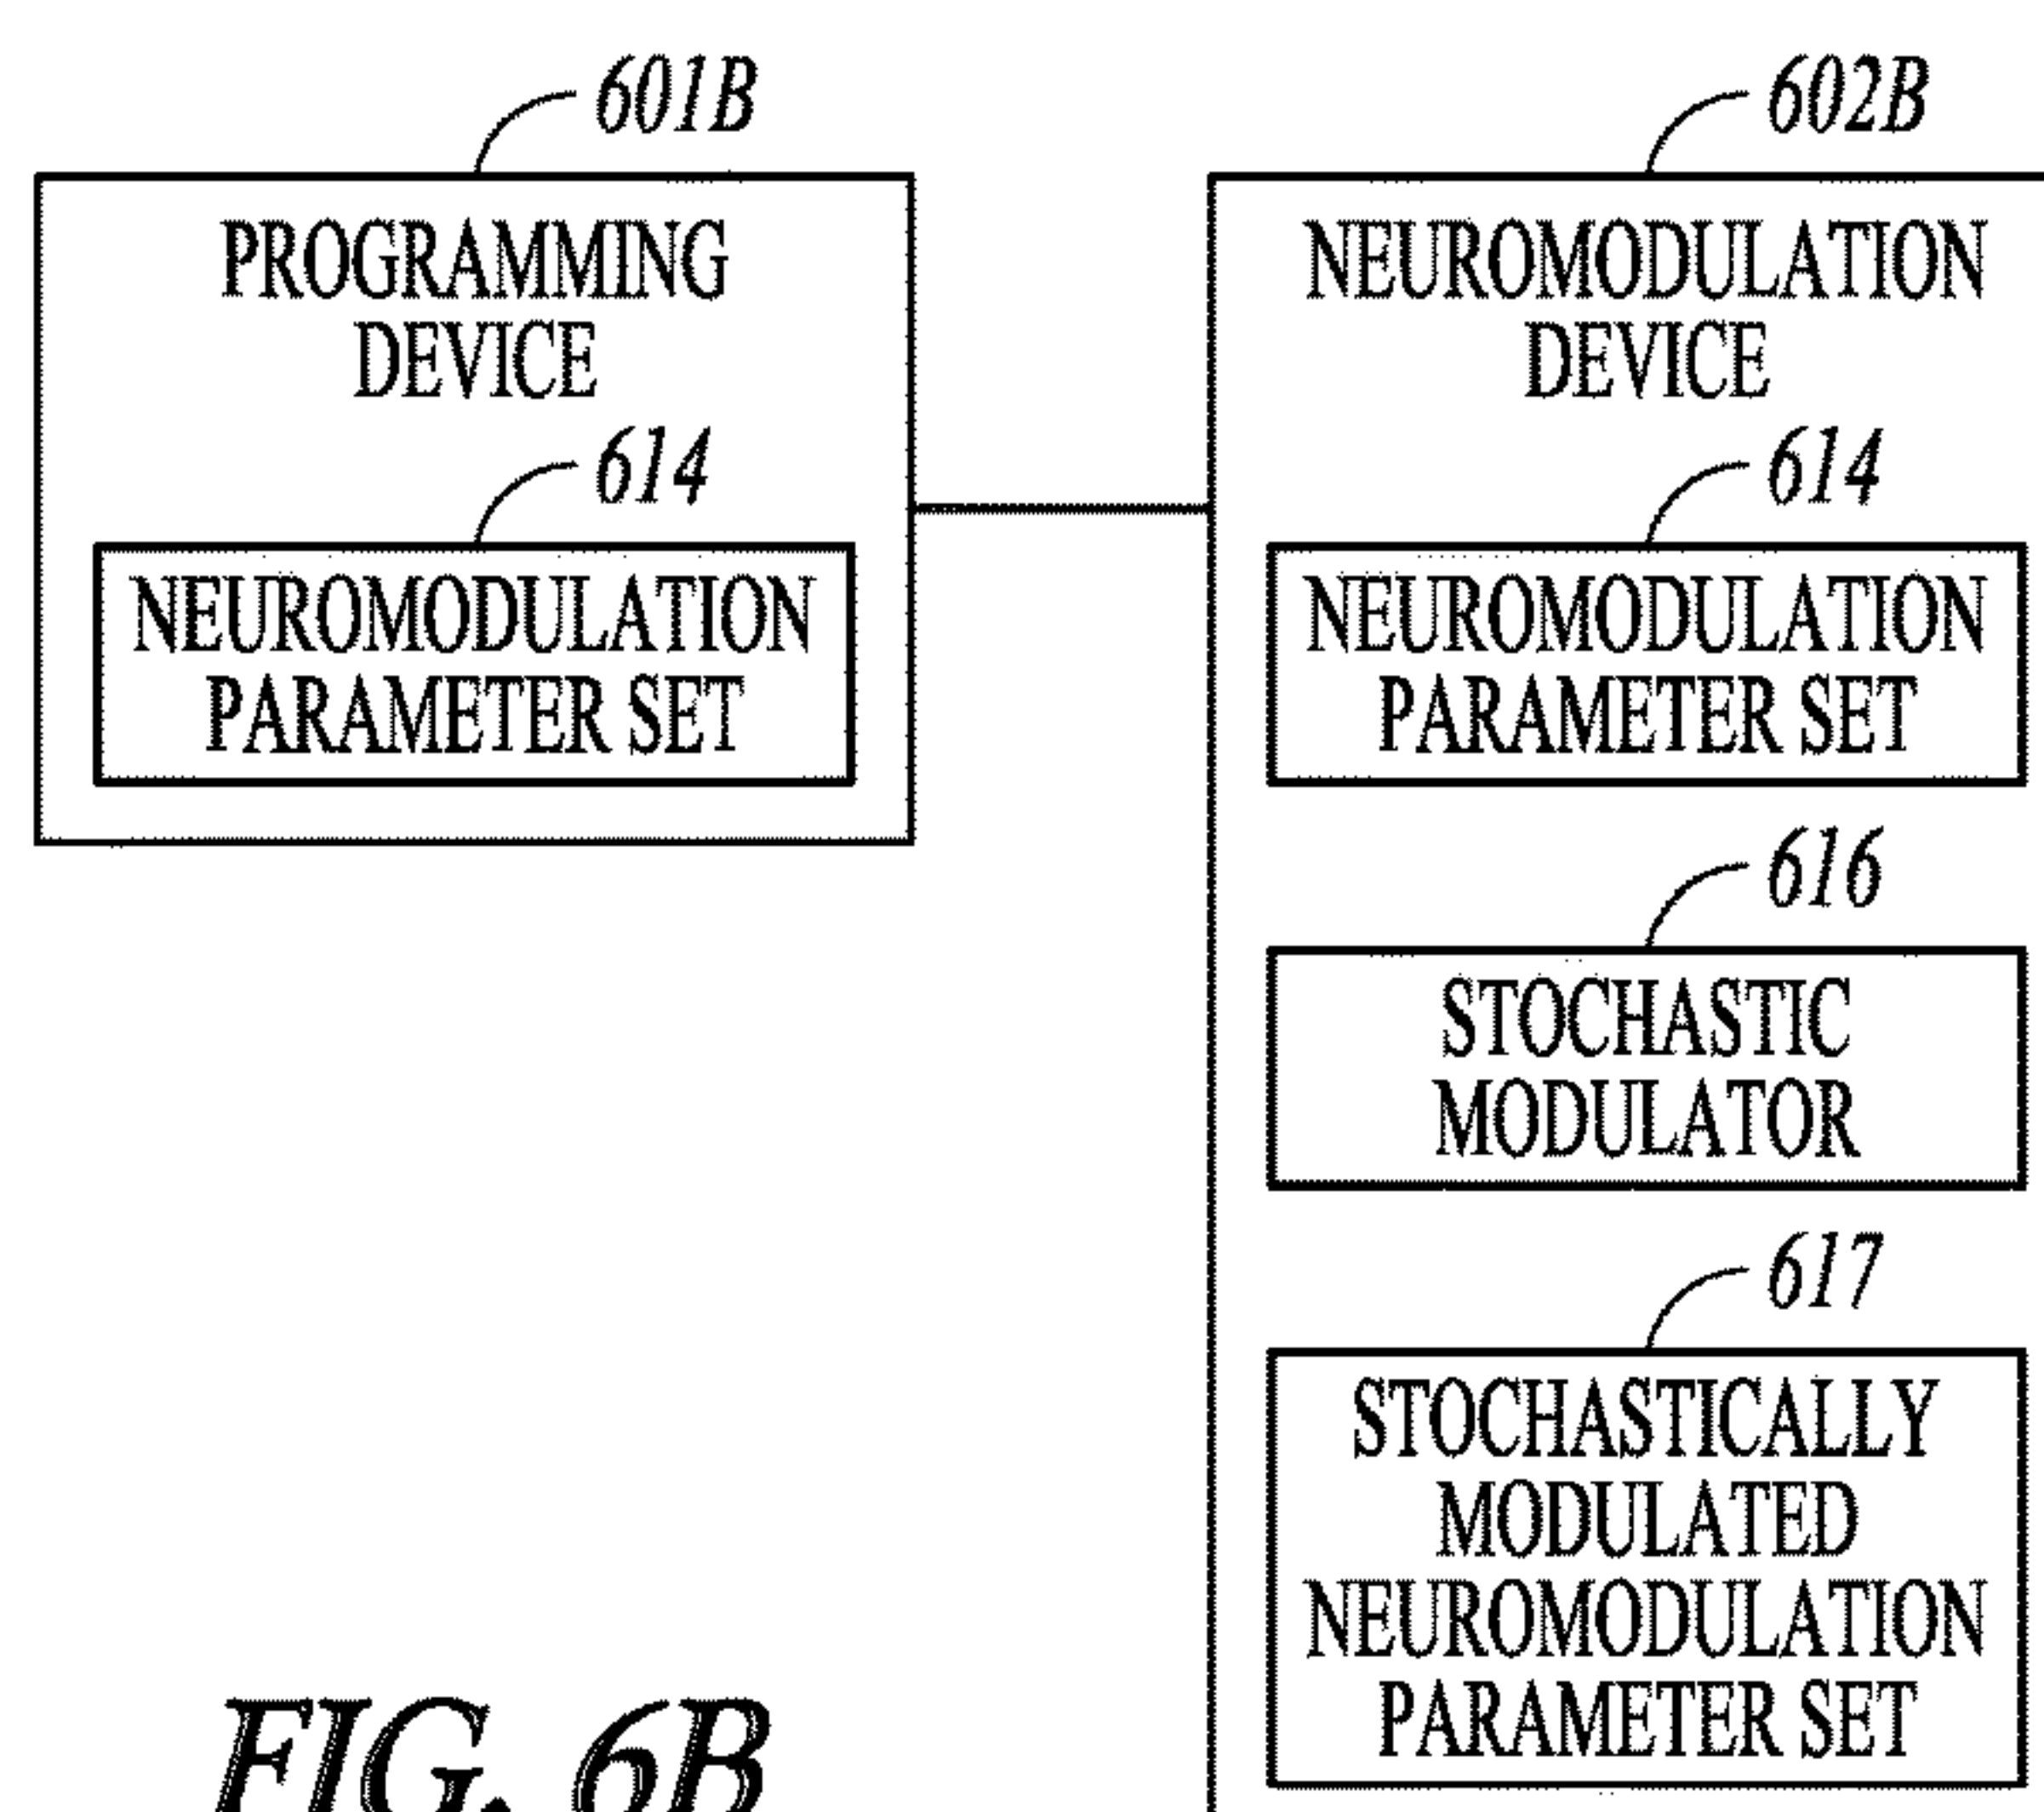 601B
PROGRAMMING
DEVICE
614
NEUROMODULATION
PARAMETER SET
602B
NEUROMODULATION
DEVICE
614
NEUROMODULATION
PARAMETER SET
616
STOCHASTIC
MODULATOR
617
STOCHASTICALLY
MODULATED
NEUROMODULATION
PARAMETER SET
FIG. 6B